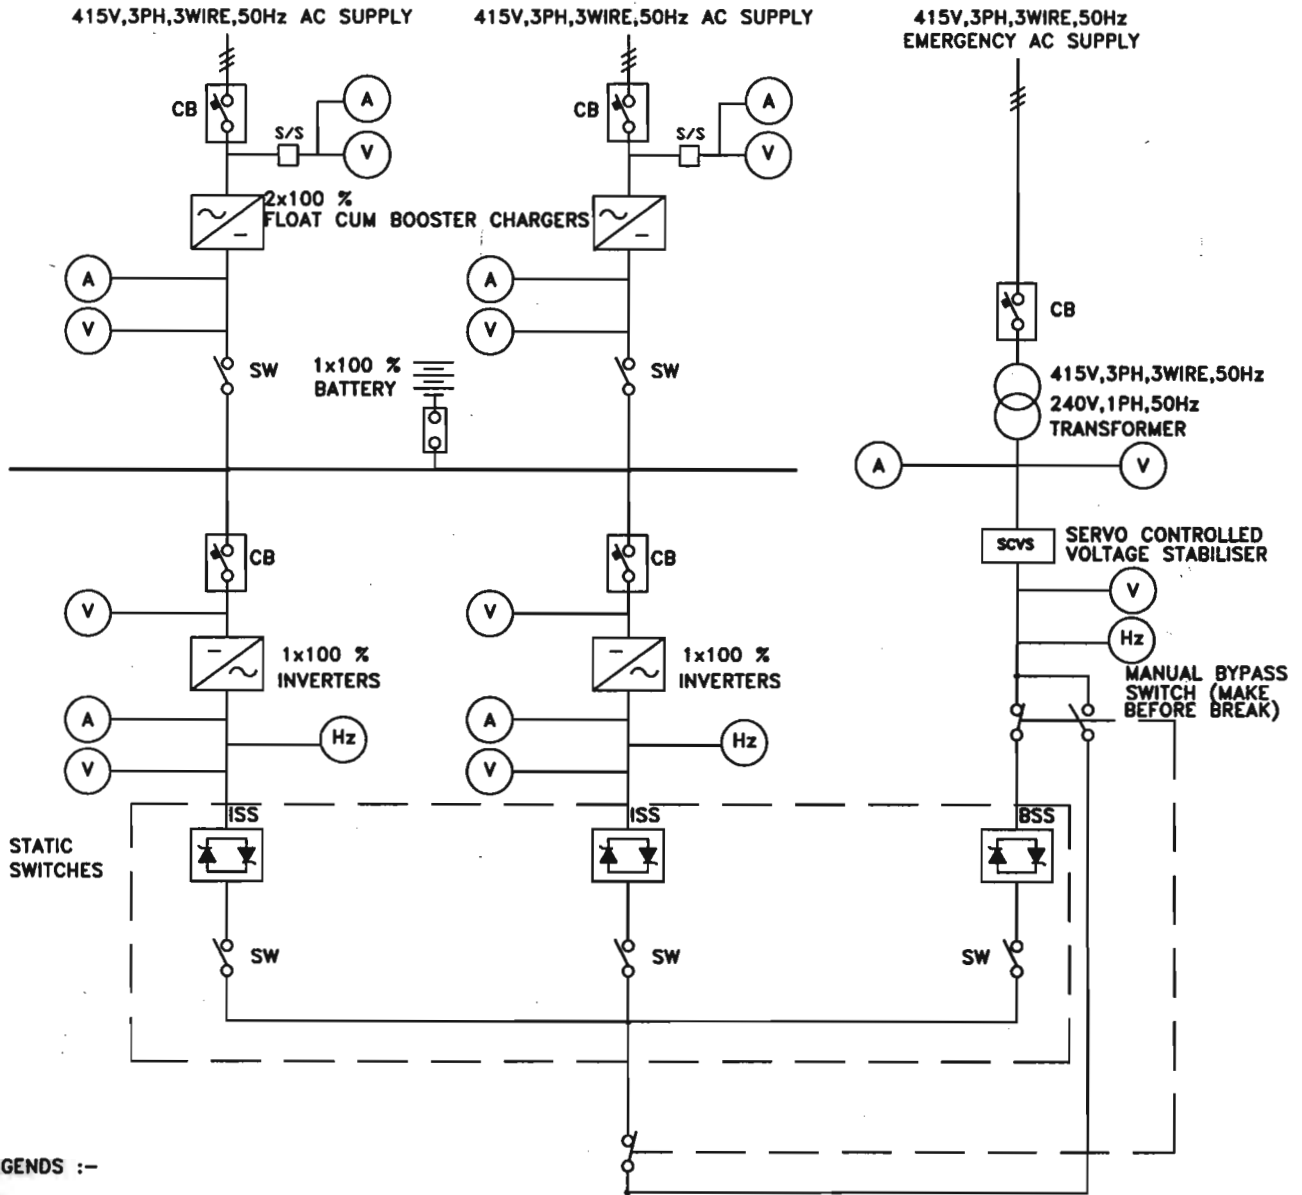 415V,3PH,3WIRE,50Hz AC SUPPLY
415V,3PH,3WIRE,50Hz AC SUPPLY
415V,3PH,3WIRE,50Hz
EMERGENCY AC SUPPLY
CB
A
S/S
V
CB
A
S/S
V
2x100 %
FLOAT CUM BOOSTER CHARGERS
A
V
SW
A
V
SW
1x100 %
BATTERY
CB
415V,3PH,3WIRE,50Hz
240V,1PH,50Hz
TRANSFORMER
A
V
SCVS
SERVO CONTROLLED
VOLTAGE STABILISER
V
Hz
MANUAL BYPASS
SWITCH (MAKE
BEFORE BREAK)
CB
V
1x100 %
INVERTERS
A
Hz
V
CB
V
1x100 %
INVERTERS
A
Hz
V
STATIC
SWITCHES
ISS
ISS
BSS
SW
SW
SW
GENDS :-